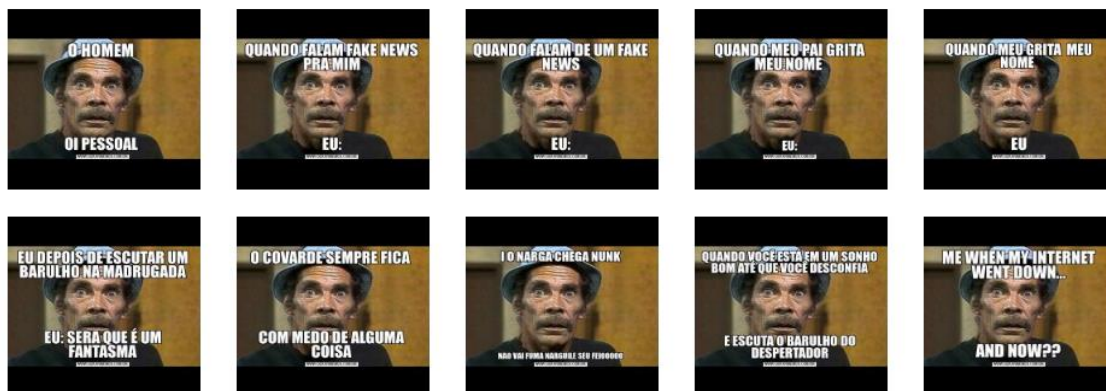 O HOMEM
OI PESSOAL
QUANDO FALAM FAKE NEWS
PRA MIM
EU:
QUANDO FALAM DE UM FAKE
NEWS
EU:
QUANDO MEU PAI GRITA
MEU NOME
EU:
QUANDO MEU GRITA MEU
NOME
EU
EU DEPOIS DE ESCUTAR UM
BARULHO NA MADRUGADA
EU: SERA QUE É UM
FANTASMA
O COVARDE SEMPRE FICA
COM MEDO DE ALGUMA
COISA
I O NARGA CHEGA NUNK
NAO VAI FUMA NARGUILE SEU
QUANDO VOCÊ ESTÁ EM UM SONHO
BOM ATÉ QUE VOCÊ DESCONFIA
E ESCUTA O BARULHO DO
DESPERTADOR
ME WHEN MY INTERNET
WENT DOWN...
AND NOW??